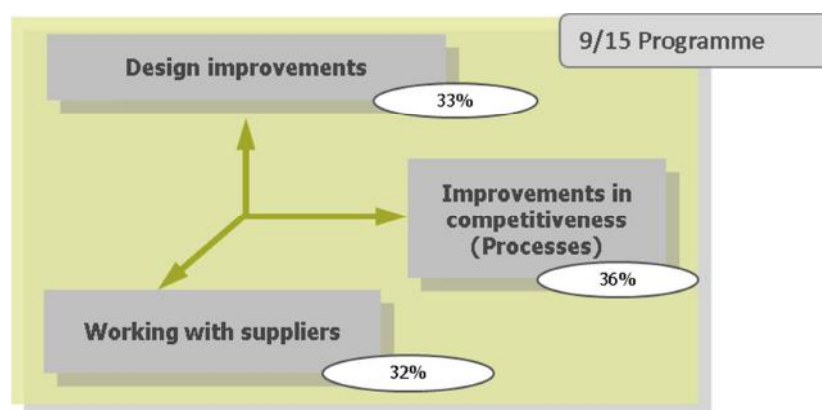 9/15 Programme
Design improvements
33%
Improvements in
competitiveness
(Processes)
36%
Working with suppliers
32%